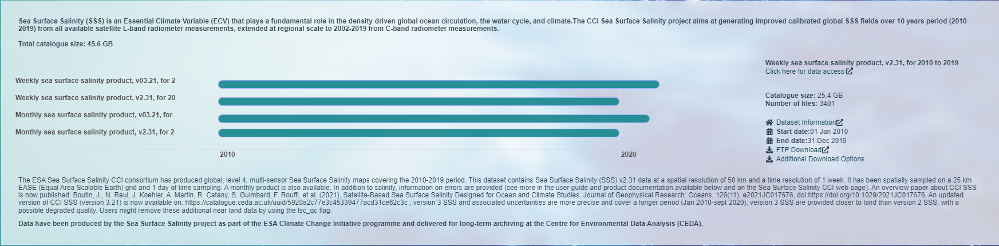 Sea Surface Salinity (SSS) is an Essential Climate Variable (ECV) that plays a fundamental role in the density-driven global ocean circulation, the water cycle, and climate.The CCI Sea Surface Salinity project aims at generating improved calibrated global SSS fields over 10 years period (2010-
2019) from all available satellite L-band radiometer measurements, extended at regional scale to 2002-2019 from C-band radiometer measurements.
Total catalogue size: 45.6 GB
Weekly sea surface salinity product, v03.21, for 2
Weekly sea surface salinity product, v2.31, for 20
Monthly sea surface salinity product, v03.21, for
Monthly sea surface salinity product, v2.31, for 2
2010
2020
Weekly sea surface salinity product, v2.31, for 2010 to 2019
Click here for data access
Catalogue size: 25.4 GB
Number of files: 3401
Dataset Information
Start date:01 Jan 2010
End date:31 Dec 2019
FTP Download
Additional Download Options
The ESA Sea Surface Salinity CCI consortium has produced global, level 4, multi-sensor Sea Surface Salinity maps covering the 2010-2019 period. This dataset contains Sea Surface Salinity (SSS) v2.31 data at a spatial resolution of 50 km and a time resolution of 1 week. It has been spatially sampled on a 25 km
EASE (Equal Area Scalable Earth) grid and 1 day of time sampling. A monthly product is also available. In addition to salinity, information on errors are provided (see more in the user guide and product documentation available below and on the Sea Surface Salinity CCI web page). An overview paper about CCI SSS
is now published: Boutin, J., N. Reul, J. Koehler, A. Martin, R. Catany, S. Guimbard, F. Rouffi, et al. (2021), Satellite-Based Sea Surface Salinity Designed for Ocean and Climate Studies, Journal of Geophysical Research: Oceans, 126(11), e2021JC017676, doi:https://doi.org/10.1029/2021JC017676. An updated
version of CCI SSS (version 3.21) is now available on: https://catalogue.ceda.ac.uk/uuid/5920a2c77e3c45339477acd31ce62c3c ; version 3 SSS and associated uncertainties are more precise and cover a longer period (Jan 2010-sept 2020); version 3 SSS are provided closer to land than version 2 SSS, with a
possible degraded quality. Users might remove these additional near land data by using the lsc_qc flag.
Data have been produced by the Sea Surface Salinity project as part of the ESA Climate Change Initiative programme and delivered for long-term archiving at the Centre for Environmental Data Analysis (CEDA).